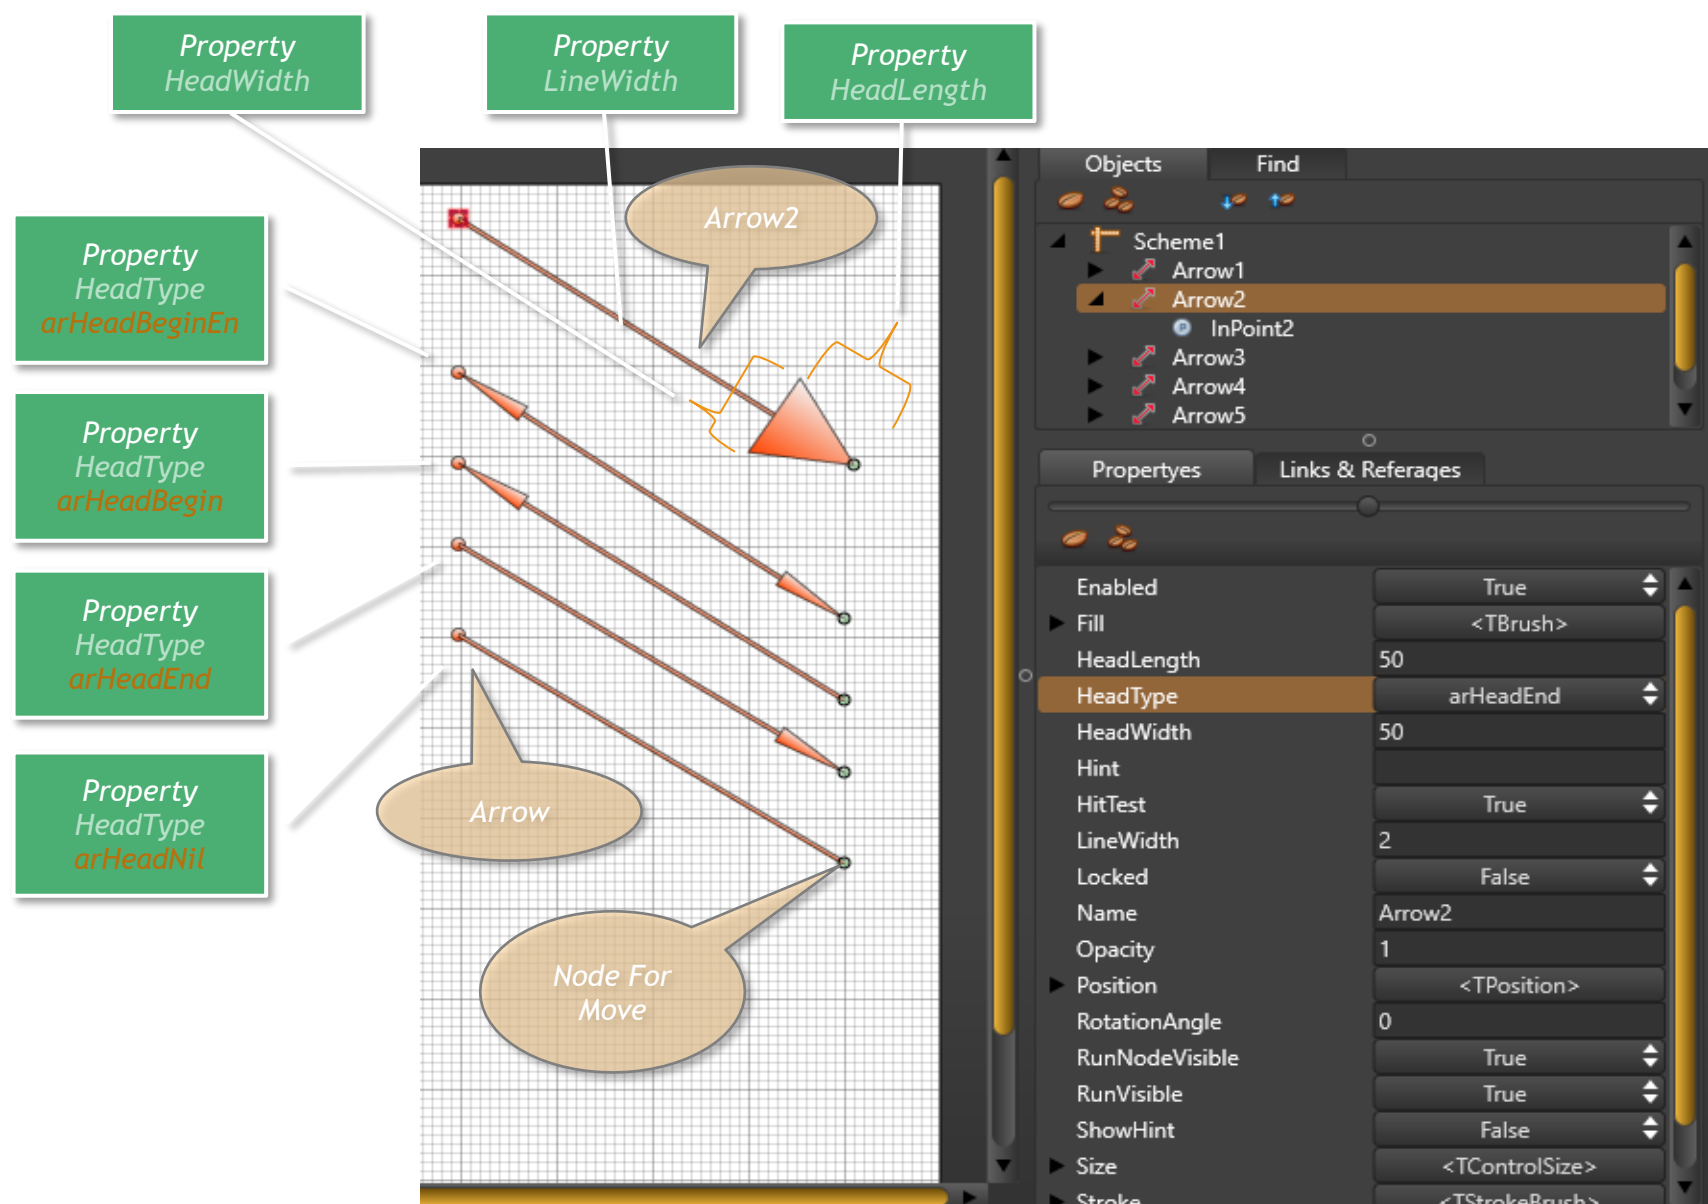 Property
HeadWidth
Property
LineWidth
Property
HeadLength
Property
HeadType
arHeadBeginEn
Property
HeadType
arHeadBegin
Property
HeadType
arHeadEnd
Property
HeadType
arHeadNil
Arrow2
Arrow
Node For
Move
Objects
Find
Scheme1
Arrow1
Arrow2
InPoint2
Arrow3
Arrow4
Arrow5
Propertyes
Links & Referages
Enabled True
Fill <TBrush>
HeadLength 50
HeadType arHeadEnd
HeadWidth 50
Hint
HitTest True
LineWidth 2
Locked False
Name Arrow2
Opacity 1
Position <TPosition>
RotationAngle 0
RunNodeVisible True
RunVisible True
ShowHint False
Size <TControlSize>
Stroke <TStrokeBrush>